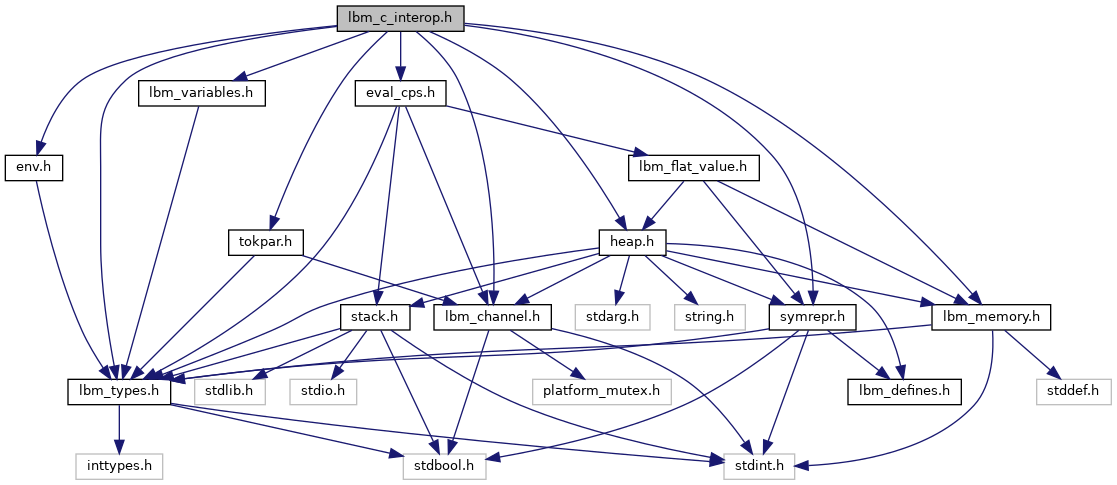 lbm_c_interop.h
lbm_variables.h
eval_cps.h
env.h
lbm_flat_value.h
tokpar.h
heap.h
stack.h
lbm_channel.h
stdarg.h
string.h
symrepr.h
lbm_memory.h
lbm_types.h
stdlib.h
stdio.h
platform_mutex.h
lbm_defines.h
stddef.h
inttypes.h
stdbool.h
stdint.h